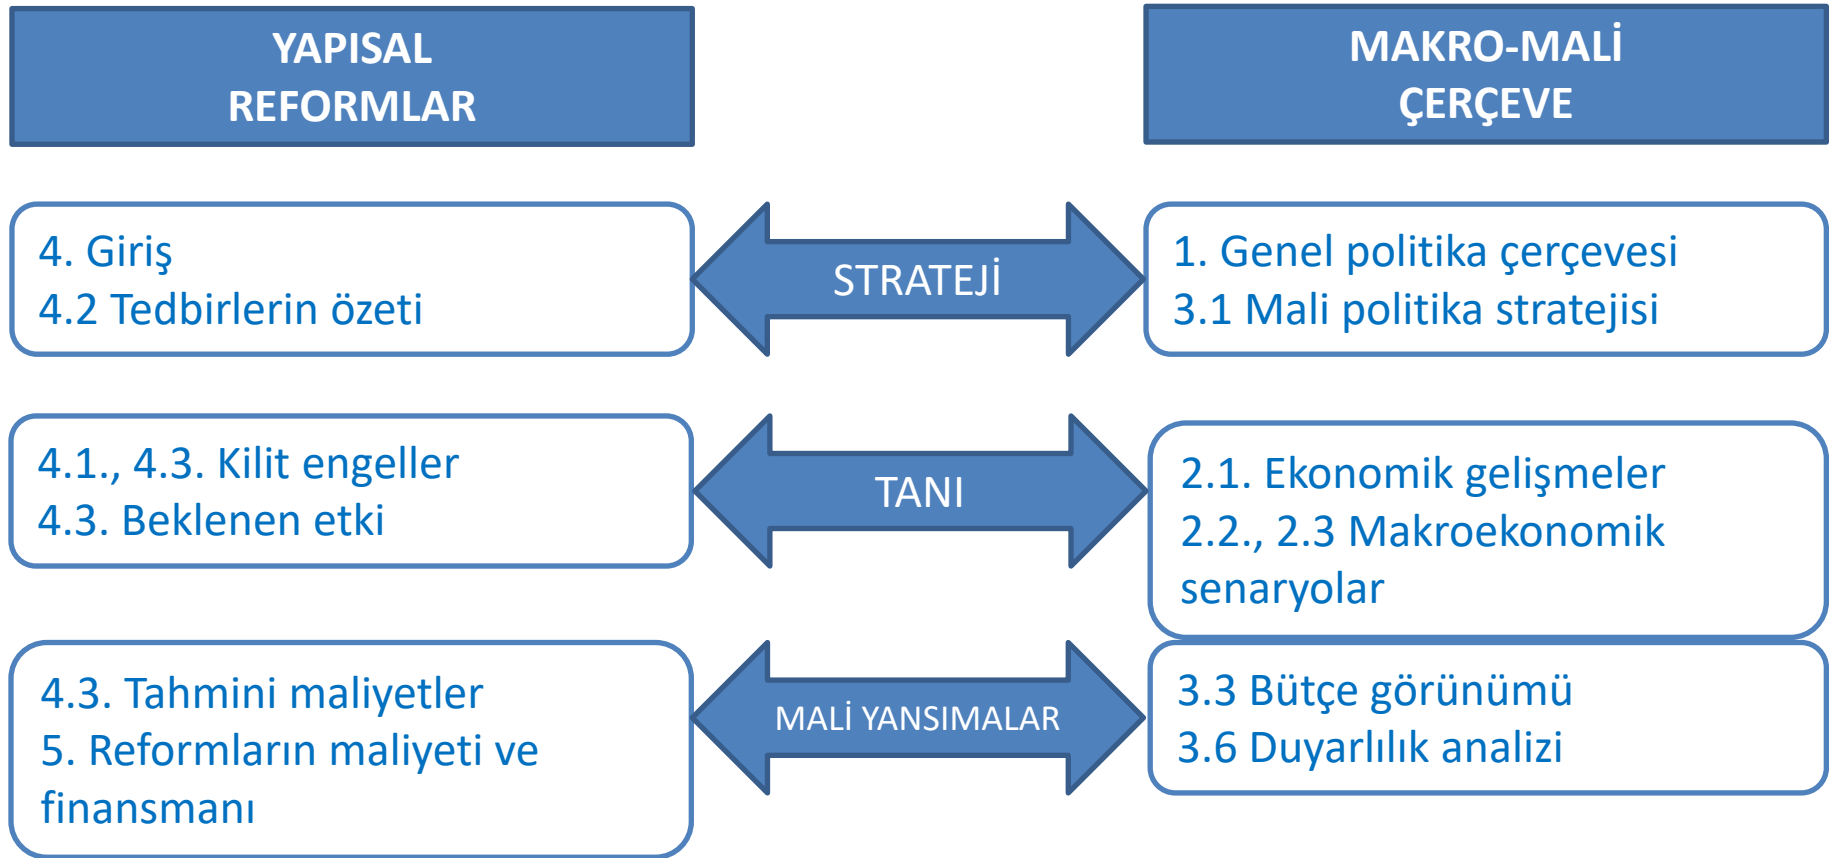 YAPISAL
REFORMLAR
MAKRO-MALİ
ÇERÇEVE
4. Giriş
4.2 Tedbirlerin özeti
STRATEJİ
1. Genel politika çerçevesi
3.1 Mali politika stratejisi
4.1., 4.3. Kilit engeller
4.3. Beklenen etki
TANI
2.1. Ekonomik gelişmeler
2.2., 2.3 Makroekonomik
senaryolar
4.3. Tahmini maliyetler
5. Reformların maliyeti ve
finansmanı
MALİ YANSIMALAR
3.3 Bütçe görünümü
3.6 Duyarlılık analizi